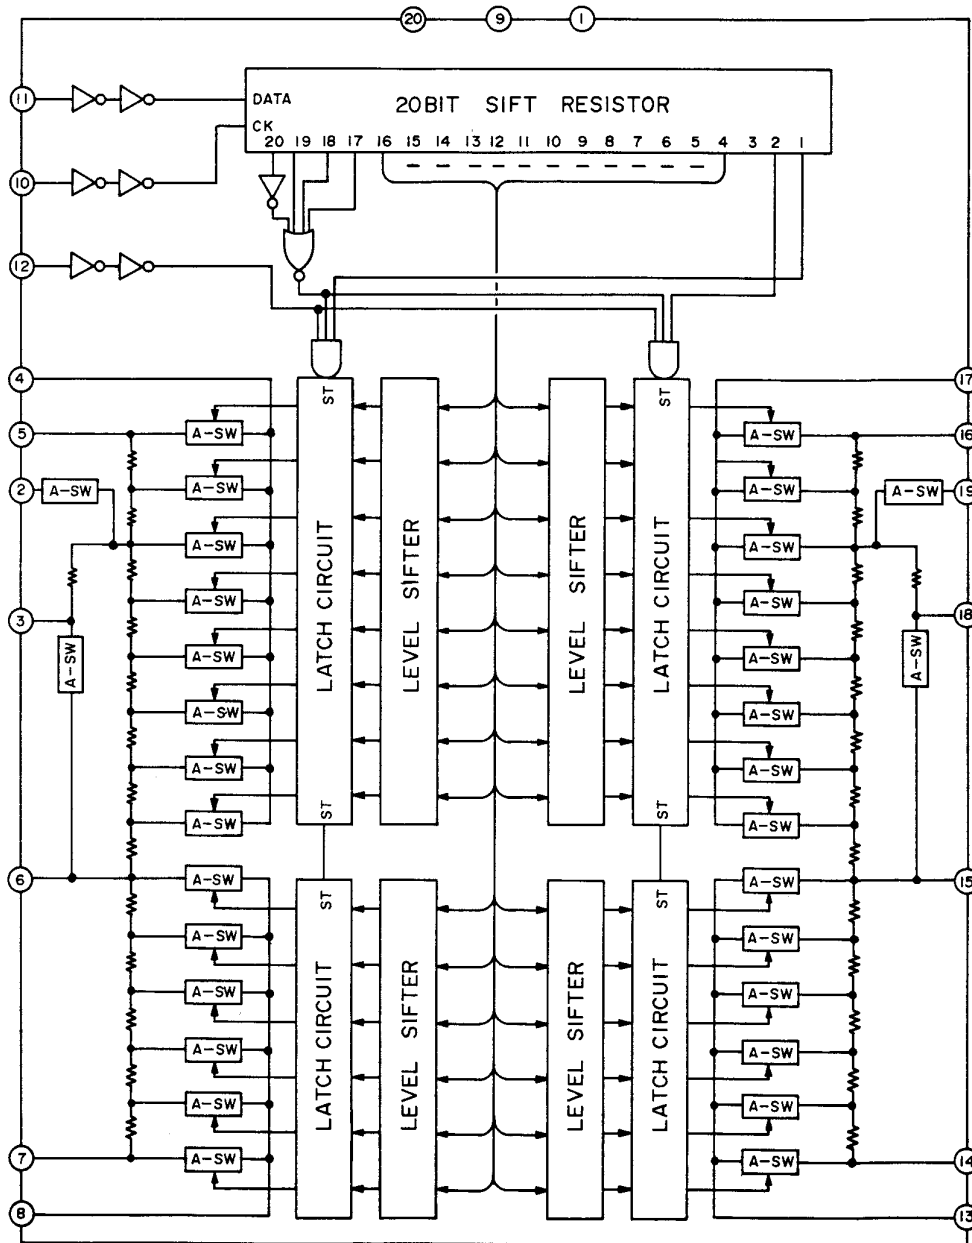 20 9 1
11 DATA 20BIT SIFT RESISTOR
CK
20 19 18 17 16 15 14 13 12 11 10 9 8 7 6 5 4 3 2 1
10
12
4 ST ST 17
5 A-SW A-SW 16
2 A-SW A-SW A-SW A-SW 19
A-SW A-SW
A-SW A-SW
3 18
A-SW A-SW A-SW A-SW
LATCH CIRCUIT LEVEL SIFTER LEVEL SIFTER LATCH CIRCUIT
A-SW A-SW
A-SW A-SW
A-SW A-SW
ST ST
6 A-SW A-SW 15
ST ST
A-SW A-SW
A-SW A-SW
LATCH CIRCUIT LEVEL SIFTER LEVEL SIFTER LATCH CIRCUIT
A-SW A-SW
A-SW A-SW
7 A-SW A-SW 14
8 13